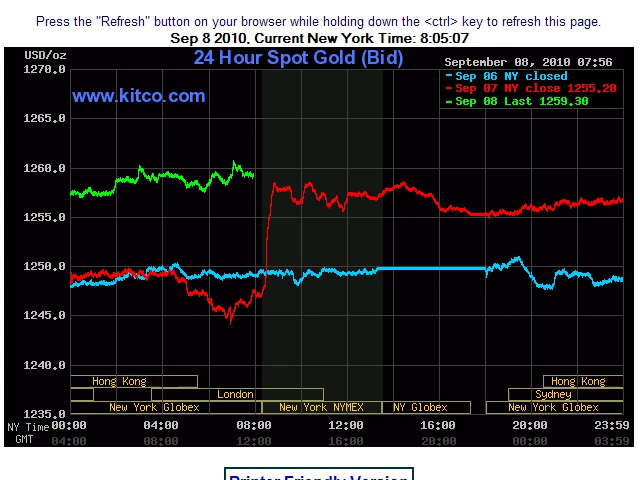 Press the "Refresh" button on your browser while holding down the <ctrl> key to refresh this page.
Sep 8 2010, Current New York Time: 8:05:07
USD/oz
24 Hour Spot Gold (Bid)
September 08, 2010 07:56
1270.0
Sep 06 NY closed
Sep 07 NY close 1255.20
Sep 08 Last 1259.30
www.kitco.com
1265.0
1260.0
1255.0
1250.0
1245.0
1240.0
1235.0
Hong Kong
Hong Kong
London
Sydney
New York Globex
New York NYMEX
NY Globex
New York Globex
NY Time 00:00 04:00 08:00 12:00 16:00 20:00 23:59
GMT 04:00 08:00 12:00 16:00 20:00 00:00 03:59
Printer Friendly Version